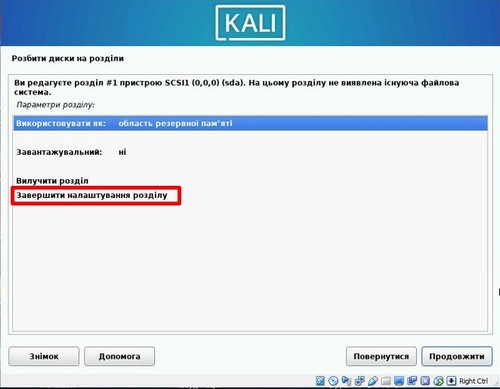 KALI
Розбити диски на розділи
Ви редагуєте розділ #1 пристрою SCSI1 (0,0,0) (sda). На цьому розділу не виявлена існуюча файлова
система.
Параметри розділу:
Використовувати як: область резервної пам'яті
Завантажувальний: ні
Вилучити розділ
Завершити налаштування розділу
Знімок Допомога Повернутися Продовжити
Right Ctrl